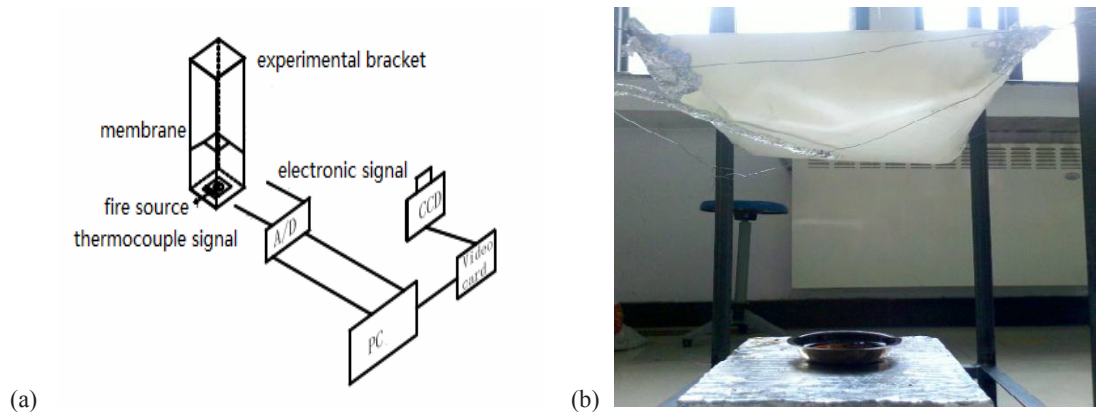 experimental bracket
membrane
electronic signal
fire source
thermocouple signal
A/D
CCD
Video
card
PC
(a)
(b)